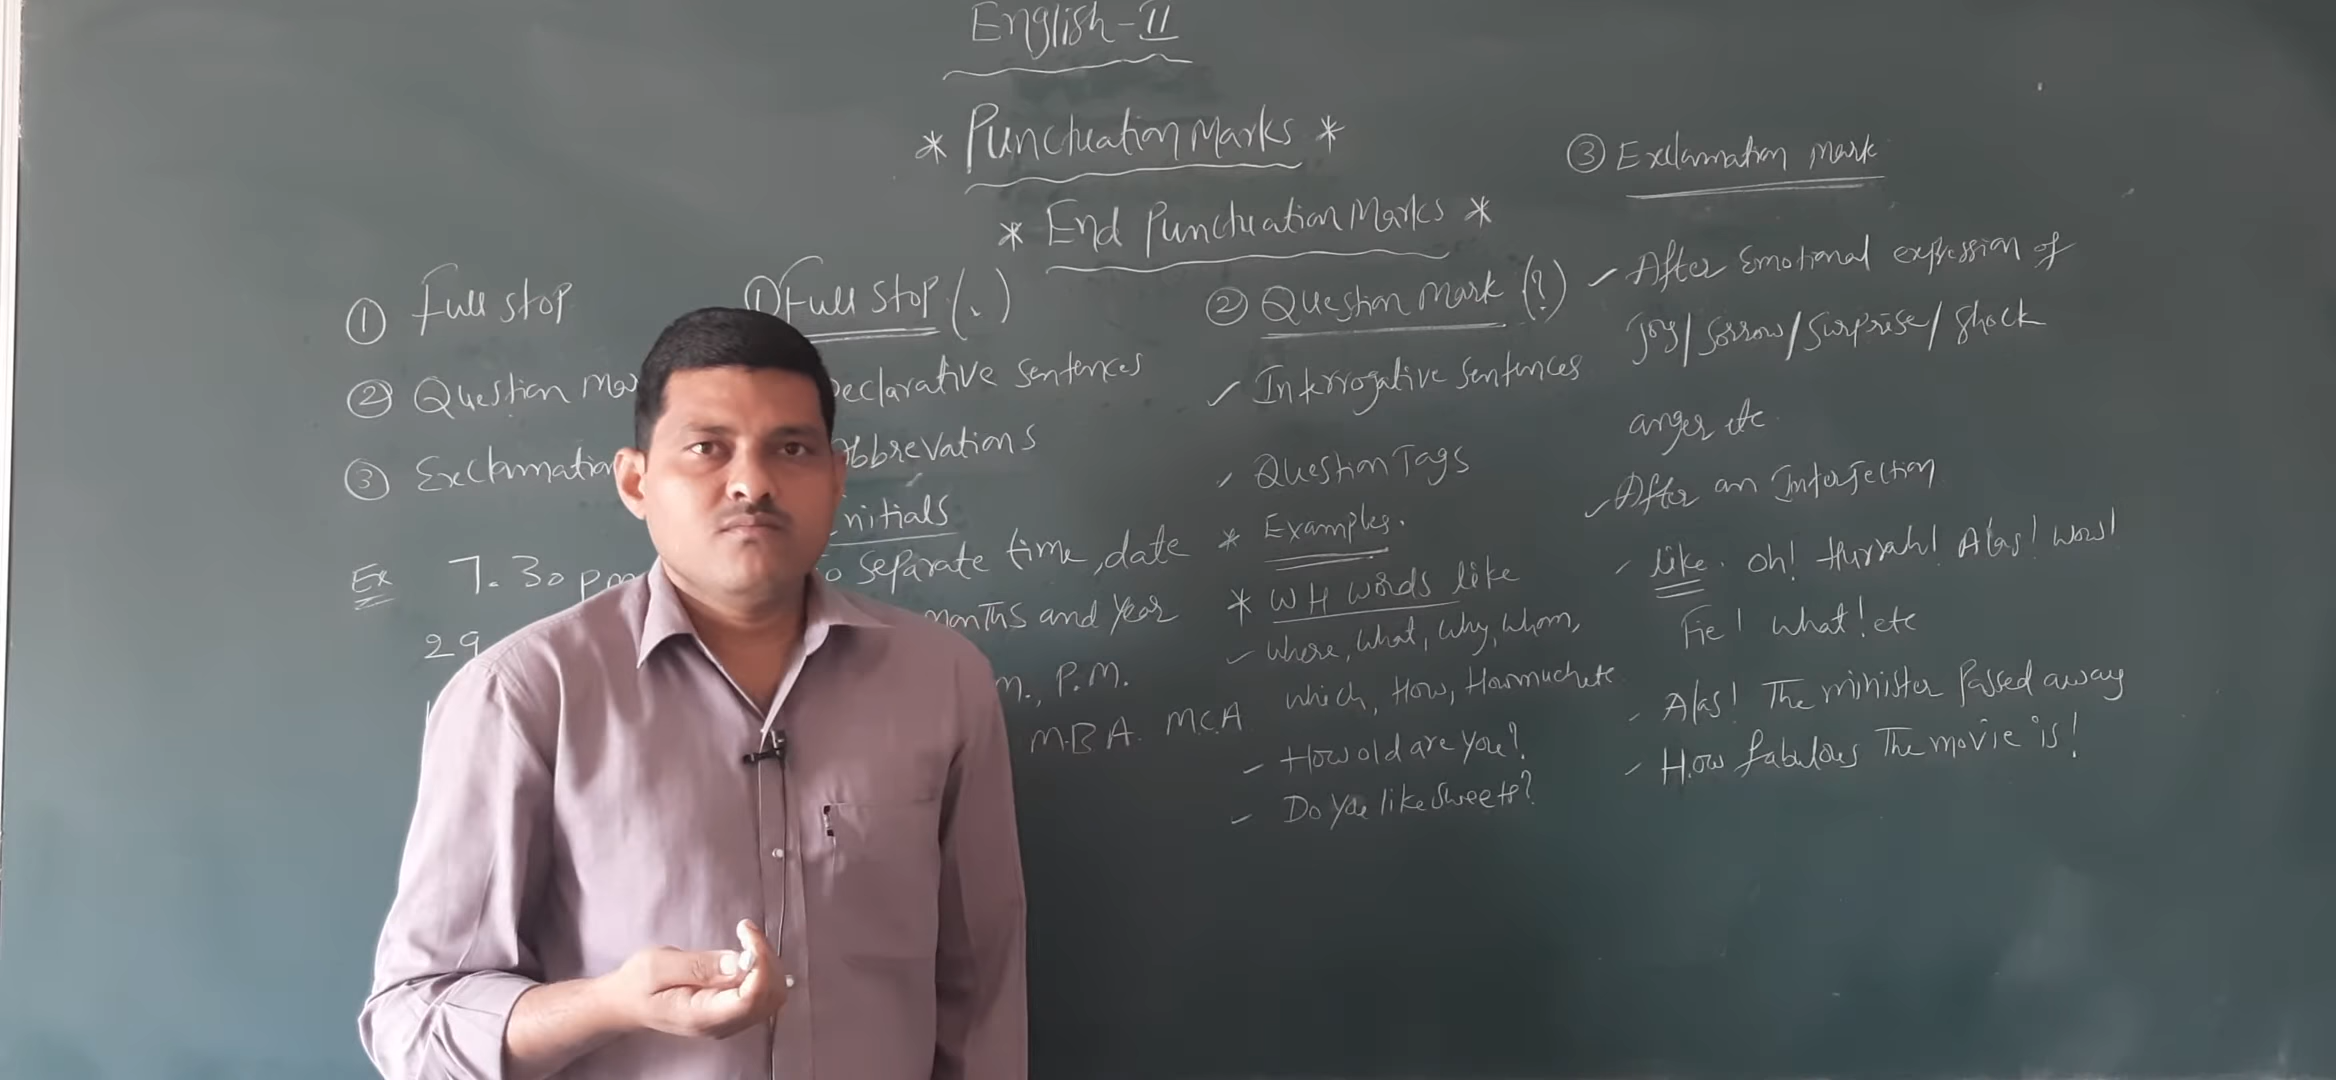 English-II
* Punctuation Marks *
* End Punctuation Marks *
① Full stop
② Question Mar
③ Exclamation
Ex 7.30 pm
29
① Full Stop (.)
eclarative sentences
bbrevations
nitials
o separate time, date
months and year
m., P.M.
M.B.A. M.C.A
② Question Mark (?)
✓ Interrogative sentences
✓ Question Tags
* Examples.
* WH words like
✓ Where, What, Why, Whom,
which, How, How much etc
- How old are you?
- Do you like Sweets?
③ Exclamation Mark
✓ After Emotional expression of
Joy/Sorrow/Surprise/Shock
anger etc
✓ After an Interjection
✓ like. Oh! Hurrah! Alas! Wow!
Fie! What! etc
- Alas! The minister Passed away
- How fabulous The movie is!